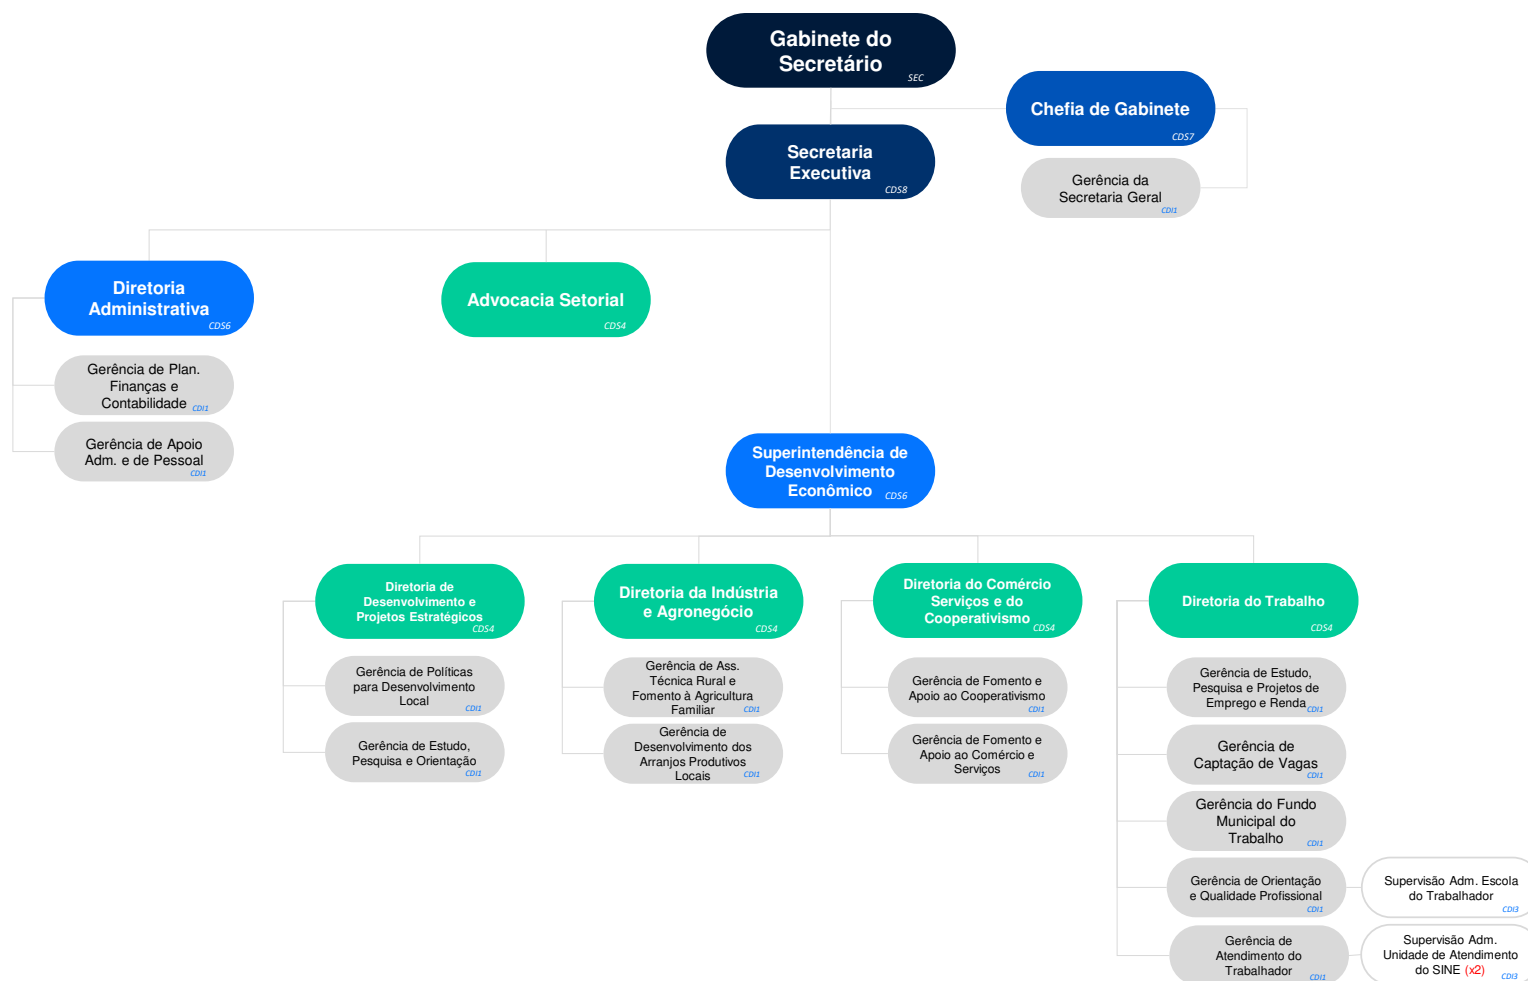 Gabinete do
Secretário
SEC
Chefia de Gabinete
CDS7
Secretaria
Executiva
CDS8
Gerência da
Secretaria Geral
CDI1
Diretoria
Administrativa
CDS6
Advocacia Setorial
CDS4
Gerência de Plan.
Finanças e
Contabilidade
CDI1
Gerência de Apoio
Adm. e de Pessoal
CDI1
Superintendência de
Desenvolvimento
Econômico
CDS6
Diretoria de
Desenvolvimento e
Projetos Estratégicos
CDS4
Gerência de Políticas
para Desenvolvimento
Local
CDI1
Gerência de Estudo,
Pesquisa e Orientação
CDI1
Diretoria da Indústria
e Agronegócio
CDS4
Gerência de Ass.
Técnica Rural e
Fomento à Agricultura
Familiar
CDI1
Gerência de
Desenvolvimento dos
Arranjos Produtivos
Locais
CDI1
Diretoria do Comércio
Serviços e do
Cooperativismo
CDS4
Gerência de Fomento e
Apoio ao Cooperativismo
CDI1
Gerência de Fomento e
Apoio ao Comércio e
Serviços
CDI1
Diretoria do Trabalho
CDS4
Gerência de Estudo,
Pesquisa e Projetos de
Emprego e Renda
CDI1
Gerência de
Captação de Vagas
CDI1
Gerência do Fundo
Municipal do
Trabalho
CDI1
Gerência de Orientação
e Qualidade Profissional
CDI1
Supervisão Adm. Escola
do Trabalhador
CDI3
Gerência de
Atendimento do
Trabalhador
CDI1
Supervisão Adm.
Unidade de Atendimento
do SINE (x2)
CDI3